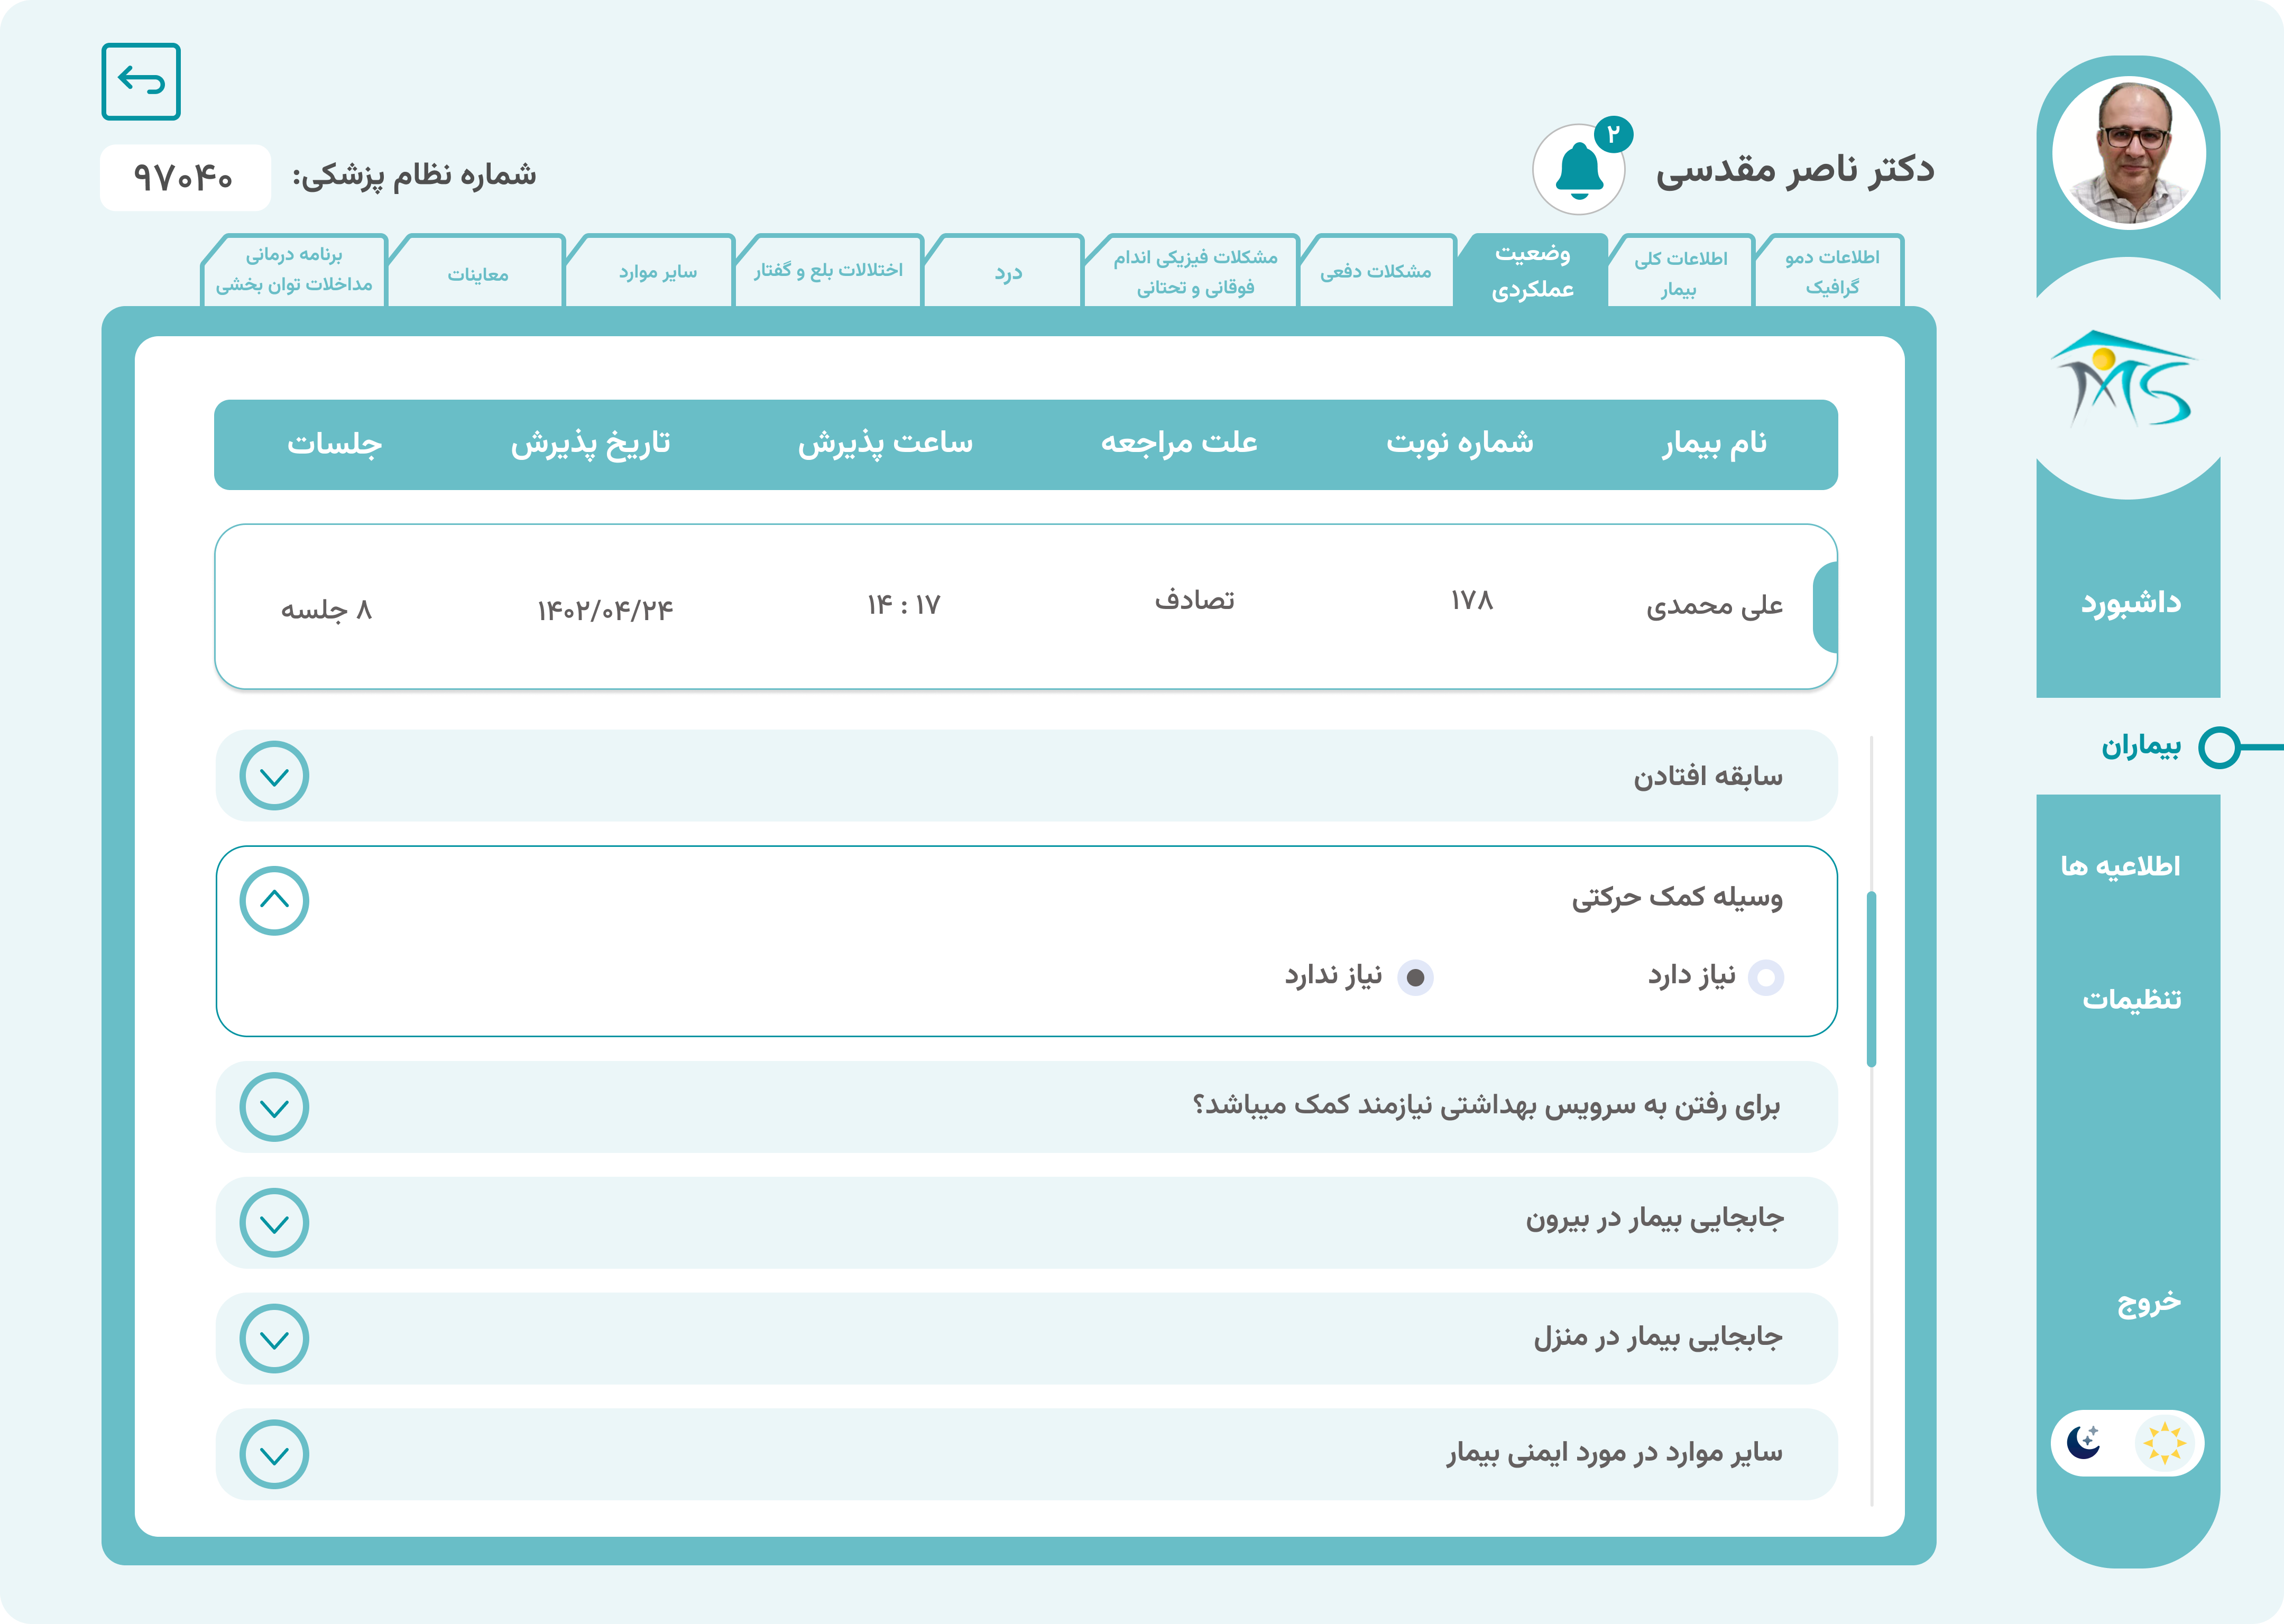 دکتر ناصر مقدسی
۲
شماره نظام پزشکی:
۹۷۰۴۰
اطلاعات دمو
گرافیک
اطلاعات کلی
بیمار
وضعیت
عملکردی
مشکلات دفعی
مشکلات فیزیکی اندام
فوقانی و تحتانی
درد
اختلالات بلع و گفتار
سایر موارد
معاینات
برنامه درمانی
مداخلات توان بخشی
نام بیمار
شماره نوبت
علت مراجعه
ساعت پذیرش
تاریخ پذیرش
جلسات
علی محمدی
۱۷۸
تصادف
۱۴ : ۱۷
۱۴۰۲/۰۴/۲۴
۸ جلسه
سابقه افتادن
وسیله کمک حرکتی
نیاز دارد
نیاز ندارد
برای رفتن به سرویس بهداشتی نیازمند کمک میباشد؟
جابجایی بیمار در بیرون
جابجایی بیمار در منزل
سایر موارد در مورد ایمنی بیمار
MS
داشبورد
بیماران
اطلاعیه ها
تنظیمات
خروج